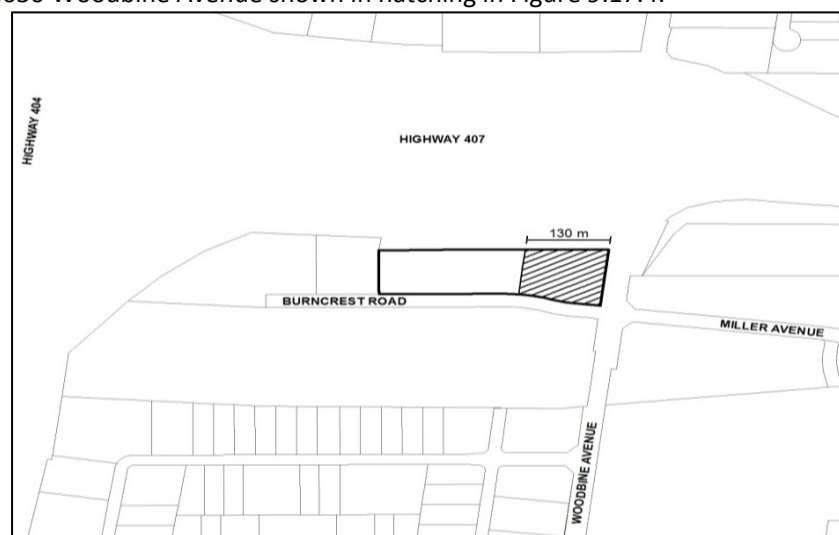 Woodbine Avenue shown in hatching in Figure 9.17.4.
HIGHWAY 404
HIGHWAY 407
130 m
BURNCREST ROAD
MILLER AVENUE
WOODBINE AVENUE